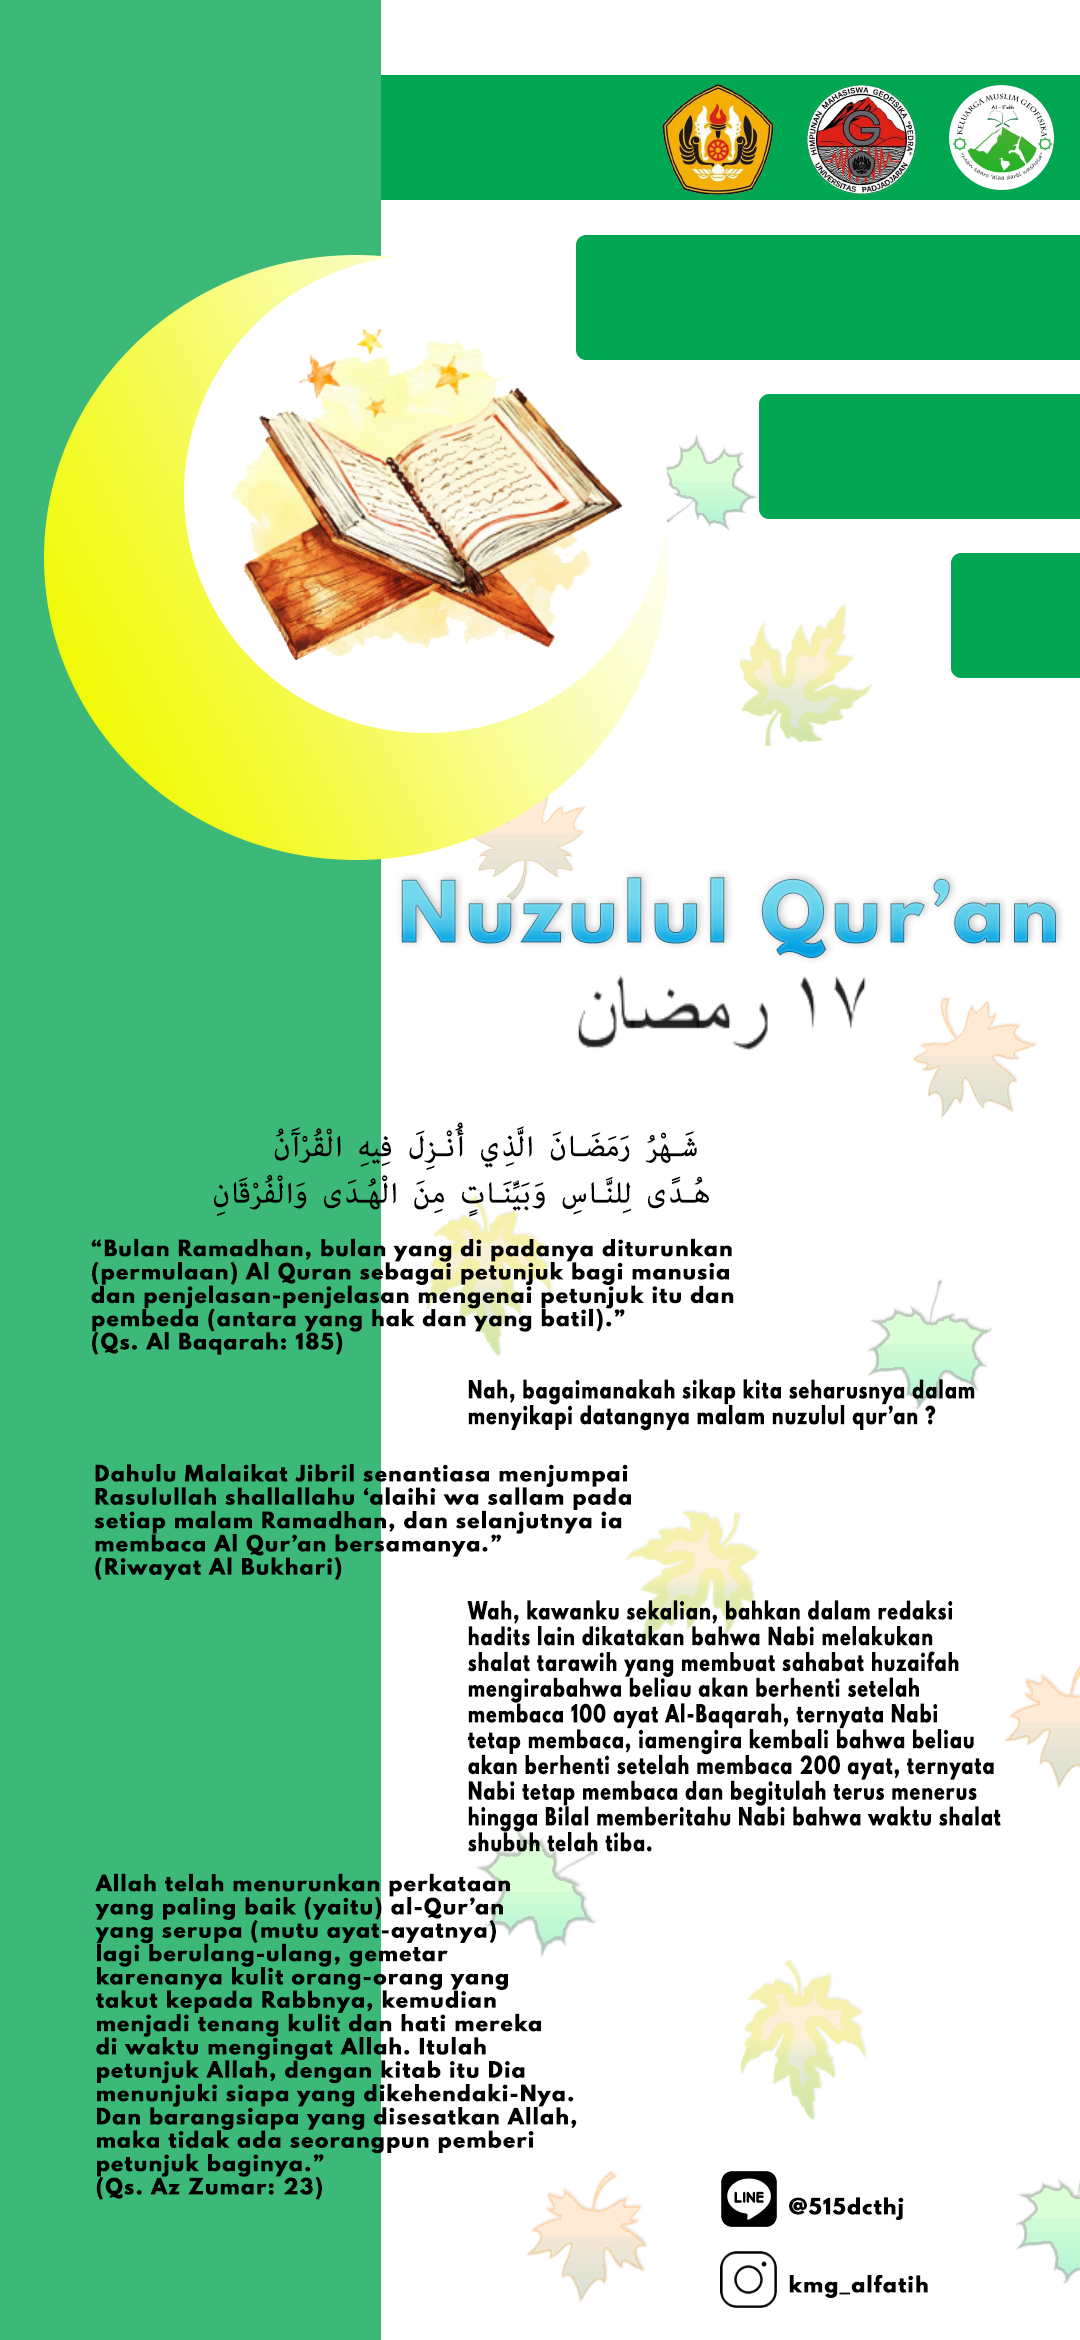 HIMPUNAN MAHASISWA GEOFISIKA "PEDRA"
UNIVERSITAS PADJADJARAN
KELUARGA MUSLIM GEOFISIKA
Al-Fatih
Nuzulul Qur’an
١٧ رمضان
شَهْرُ رَمَضَانَ الَّذِي أُنْزِلَ فِيهِ الْقُرْآنُ
هُدًى لِلنَّاسِ وَبَيِّنَاتٍ مِنَ الْهُدَى وَالْفُرْقَانِ
“Bulan Ramadhan, bulan yang di padanya diturunkan
(permulaan) Al Quran sebagai petunjuk bagi manusia
dan penjelasan-penjelasan mengenai petunjuk itu dan
pembeda (antara yang hak dan yang batil).”
(Qs. Al Baqarah: 185)
Nah, bagaimanakah sikap kita seharusnya dalam
menyikapi datangnya malam nuzulul qur’an ?
Dahulu Malaikat Jibril senantiasa menjumpai
Rasulullah shallallahu ‘alaihi wa sallam pada
setiap malam Ramadhan, dan selanjutnya ia
membaca Al Qur’an bersamanya.”
(Riwayat Al Bukhari)
Wah, kawanku sekalian, bahkan dalam redaksi
hadits lain dikatakan bahwa Nabi melakukan
shalat tarawih yang membuat sahabat huzaifah
mengirabahwa beliau akan berhenti setelah
membaca 100 ayat Al-Baqarah, ternyata Nabi
tetap membaca, iamengira kembali bahwa beliau
akan berhenti setelah membaca 200 ayat, ternyata
Nabi tetap membaca dan begitulah terus menerus
hingga Bilal memberitahu Nabi bahwa waktu shalat
shubuh telah tiba.
Allah telah menurunkan perkataan
yang paling baik (yaitu) al-Qur’an
yang serupa (mutu ayat-ayatnya)
lagi berulang-ulang, gemetar
karenanya kulit orang-orang yang
takut kepada Rabbnya, kemudian
menjadi tenang kulit dan hati mereka
di waktu mengingat Allah. Itulah
petunjuk Allah, dengan kitab itu Dia
menunjuki siapa yang dikehendaki-Nya.
Dan barangsiapa yang disesatkan Allah,
maka tidak ada seorangpun pemberi
petunjuk baginya.”
(Qs. Az Zumar: 23)
LINE
@515dcthj
kmg_alfatih